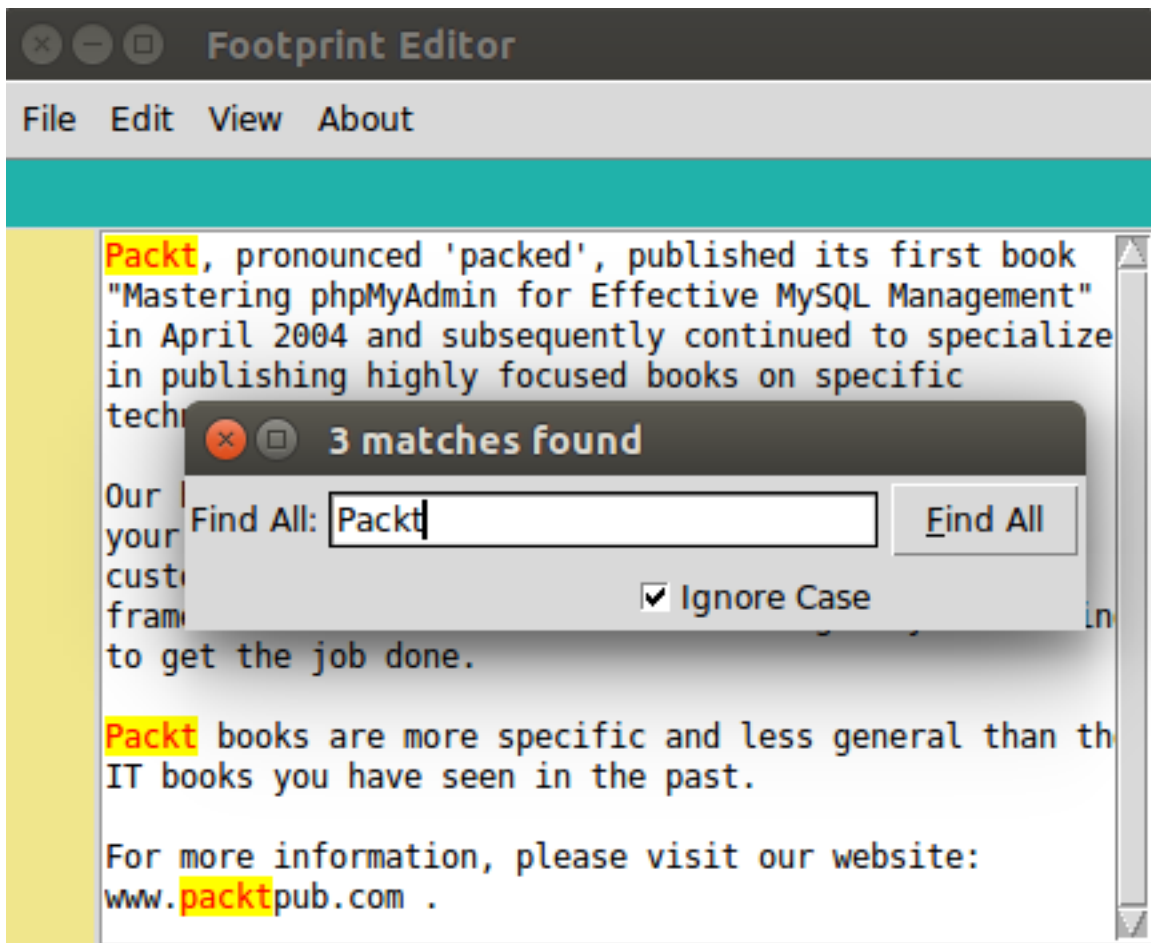 Footprint Editor
File Edit View About
Packt, pronounced 'packed', published its first book
"Mastering phpMyAdmin for Effective MySQL Management"
in April 2004 and subsequently continued to specialize
in publishing highly focused books on specific
3 matches found
Our
Find All: Packt Find All
your
Ignore Case
to get the job done.
Packt books are more specific and less general than
IT books you have seen in the past.
For more information, please visit our website:
www.packtpub.com .